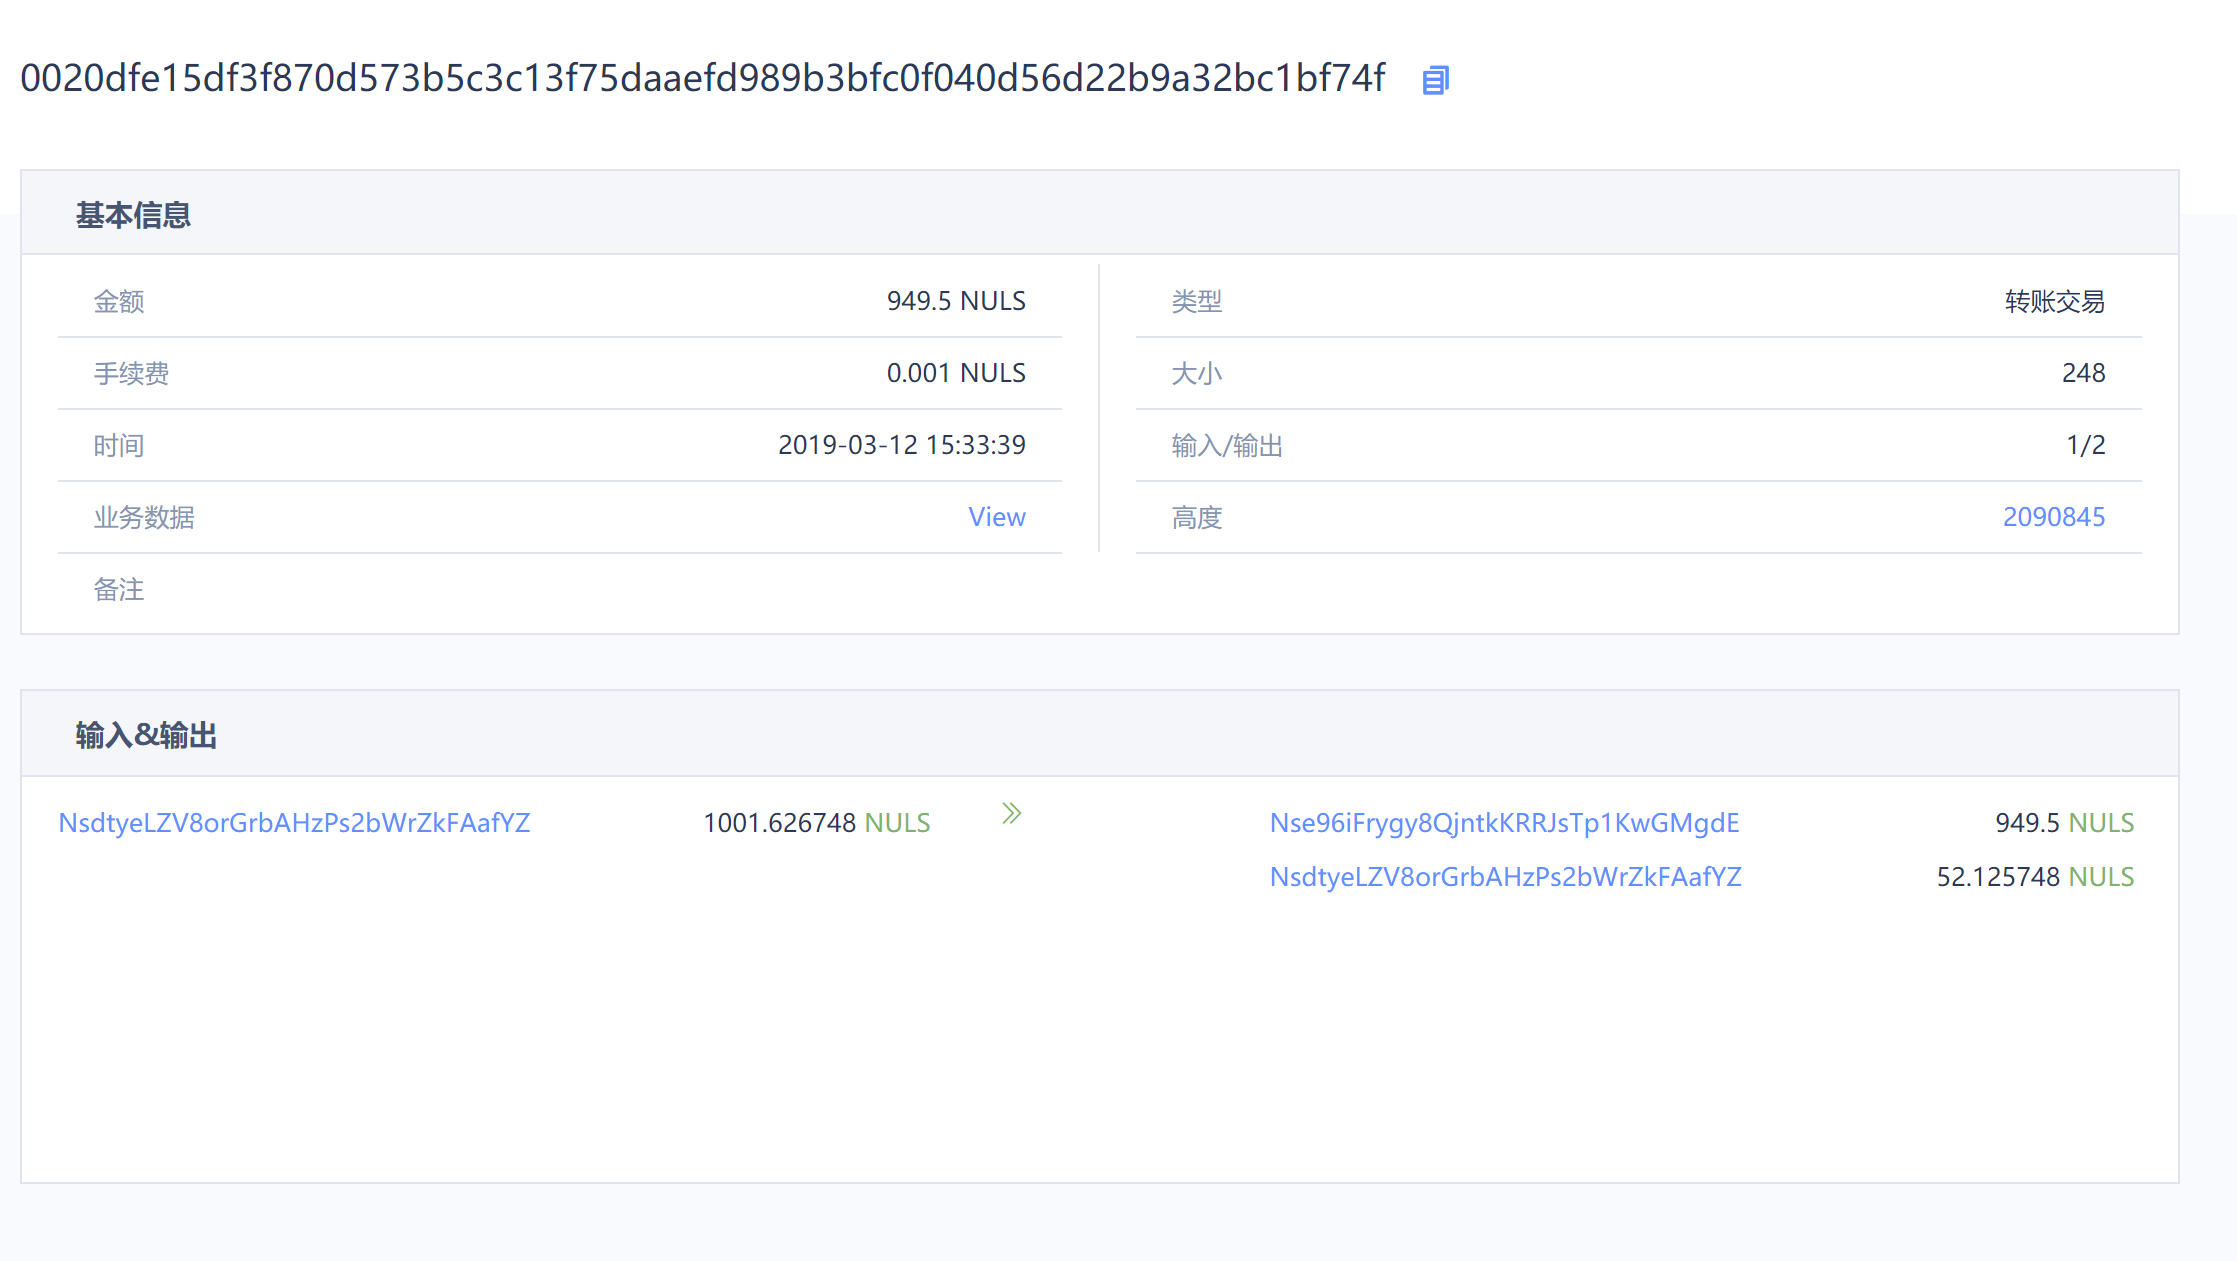 0020dfe15df3f870d573b5c3c13f75daaefd989b3bfc0f040d56d22b9a32bc1bf74f
基本信息
金额 949.5 NULS 类型 转账交易
手续费 0.001 NULS 大小 248
时间 2019-03-12 15:33:39 输入/输出 1/2
业务数据 View 高度 2090845
备注
输入&输出
NsdtyeLZV8orGrbAHzPs2bWrZkFAafYZ 1001.626748 NULS Nse96iFrygy8QjntkKRRJsTp1KwGMgdE 949.5 NULS
NsdtyeLZV8orGrbAHzPs2bWrZkFAafYZ 52.125748 NULS